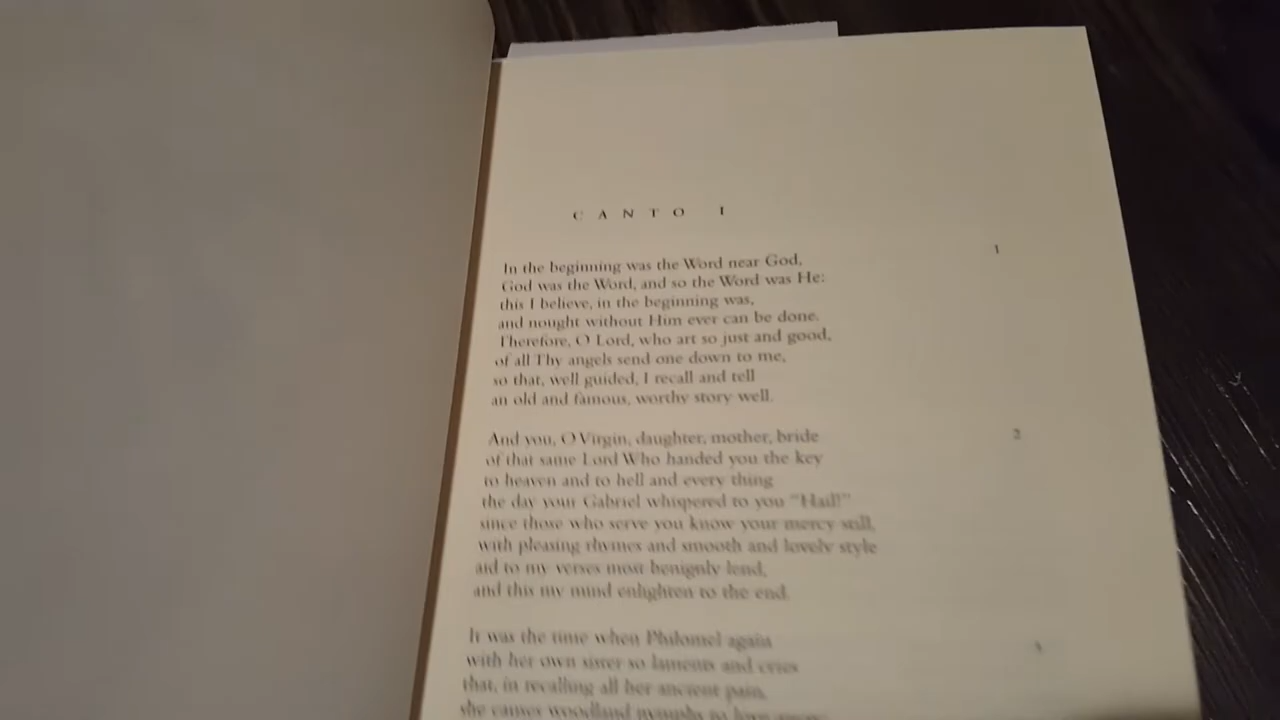 CANTO I
1
In the beginning was the Word near God,
God was the Word, and so the Word was He:
this I believe, in the beginning was,
and nought without Him ever can be done.
Therefore, O Lord, who art so just and good,
of all Thy angels send one down to me,
so that, well guided, I recall and tell
an old and famous, worthy story well.
2
And you, O Virgin, daughter, mother, bride
of that same Lord Who handed you the key
to heaven and to hell and every thing
the day your Gabriel whispered to you "Hail!"
since those who serve you know your mercy still,
with pleasing rhymes and smooth and lovely style
aid to my verses most benignly lend,
and this my mind enlighten to the end.
3
It was the time when Philomel again
with her own sister so laments and cries
that, in recalling all her ancient pain,
she causes woodland nymphs to